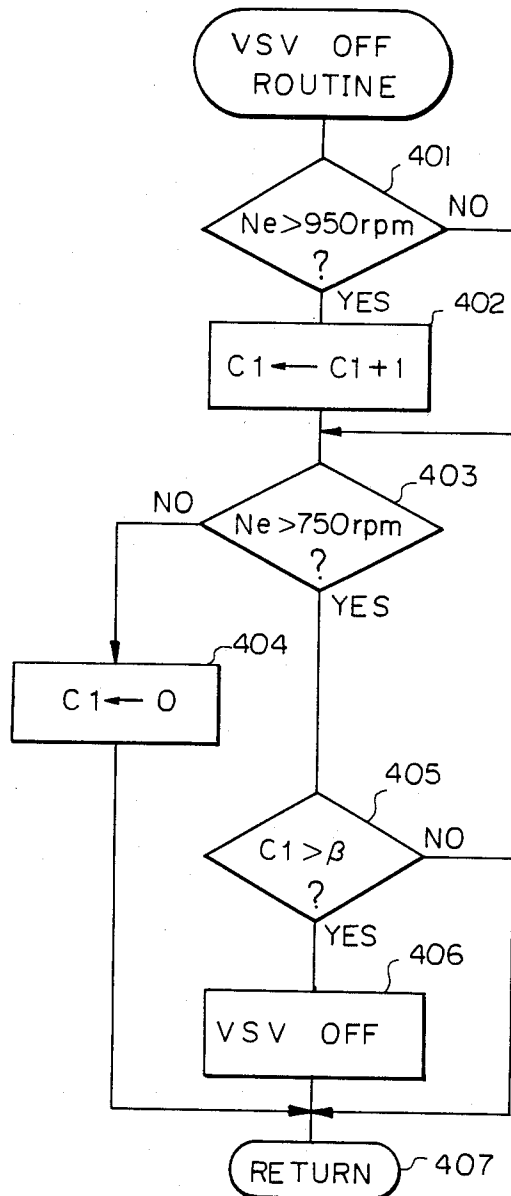 VSV OFF
ROUTINE
401
Ne>950rpm
?
NO
YES
402
C1 ← C1+1
403
NO
Ne>750rpm
?
YES
404
C1 ← 0
405
C1>β
?
NO
YES
406
VSV OFF
RETURN
407